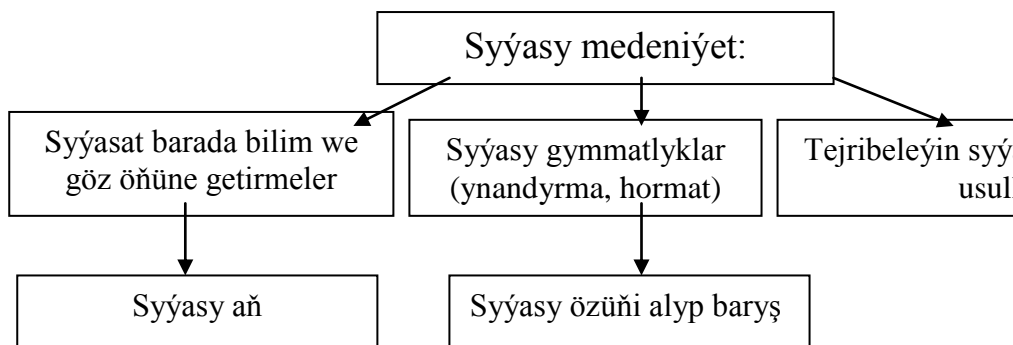 Syýasy medeniýet:
Syýasat barada bilim we
göz öňüne getirmeler
Syýasy gymmatlyklar
(ynandyrma, hormat)
Tejribeleýin
Syýasy aň
Syýasy özüňi alyp baryş